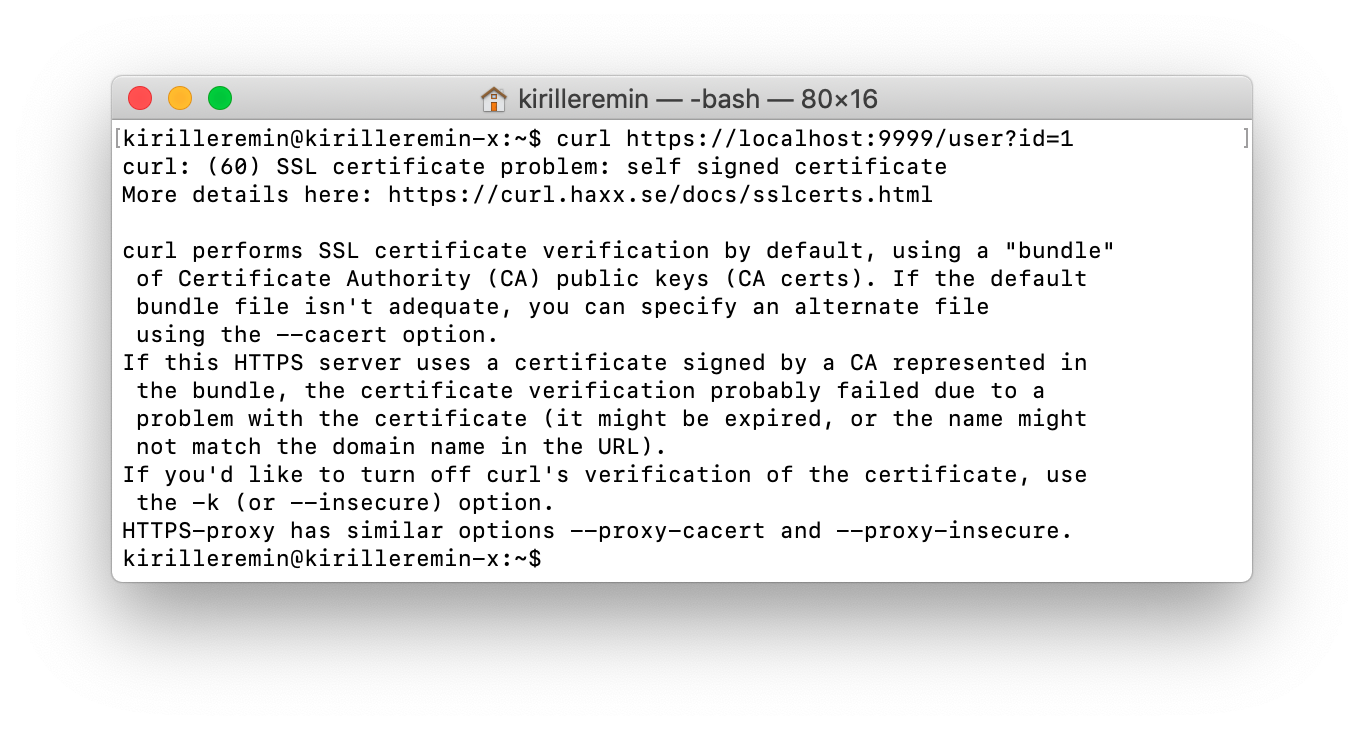 kirilleremin — -bash — 80×16
[kirilleremin@kirilleremin-x:~$ curl https://localhost:9999/user?id=1 ]
curl: (60) SSL certificate problem: self signed certificate
More details here: https://curl.haxx.se/docs/sslcerts.html

curl performs SSL certificate verification by default, using a "bundle"
 of Certificate Authority (CA) public keys (CA certs). If the default
 bundle file isn't adequate, you can specify an alternate file
 using the --cacert option.
If this HTTPS server uses a certificate signed by a CA represented in
 the bundle, the certificate verification probably failed due to a
 problem with the certificate (it might be expired, or the name might
 not match the domain name in the URL).
If you'd like to turn off curl's verification of the certificate, use
 the -k (or --insecure) option.
HTTPS-proxy has similar options --proxy-cacert and --proxy-insecure.
kirilleremin@kirilleremin-x:~$